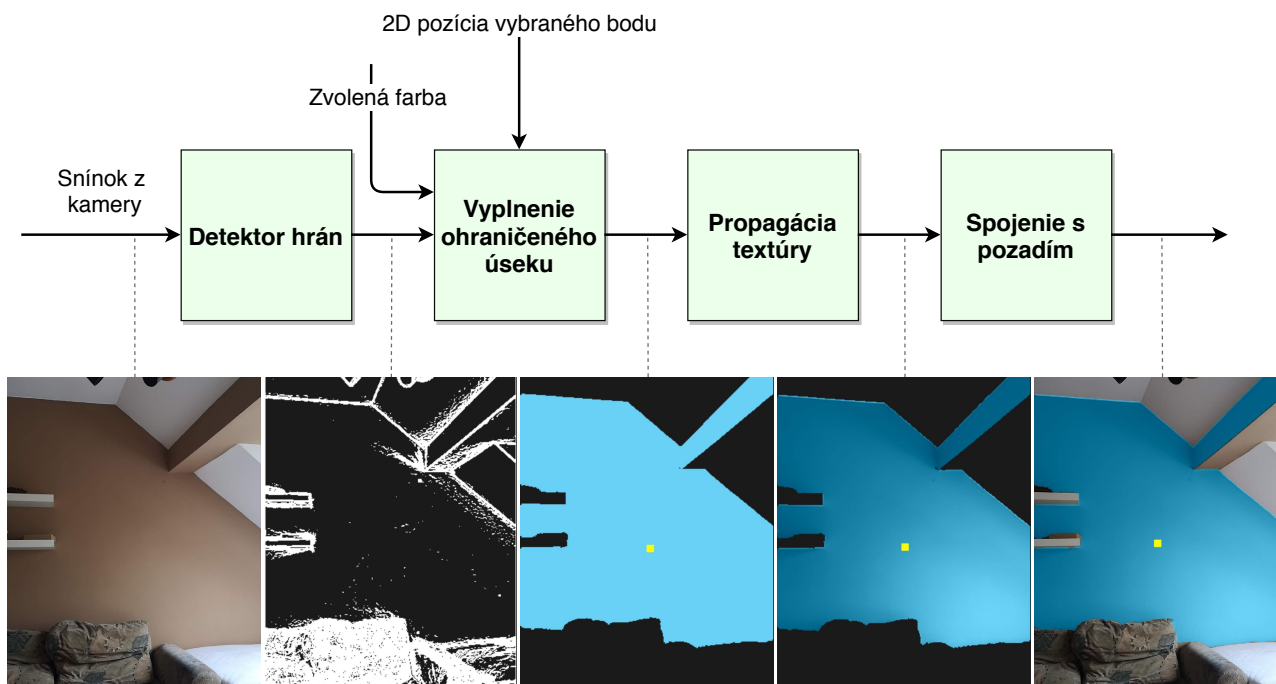 2D pozícia vybraného bodu
Zvolená farba
Snínok z
kamery
Detektor hrán
Vyplnenie
ohraničeného
úseku
Propagácia
textúry
Spojenie s
pozadím